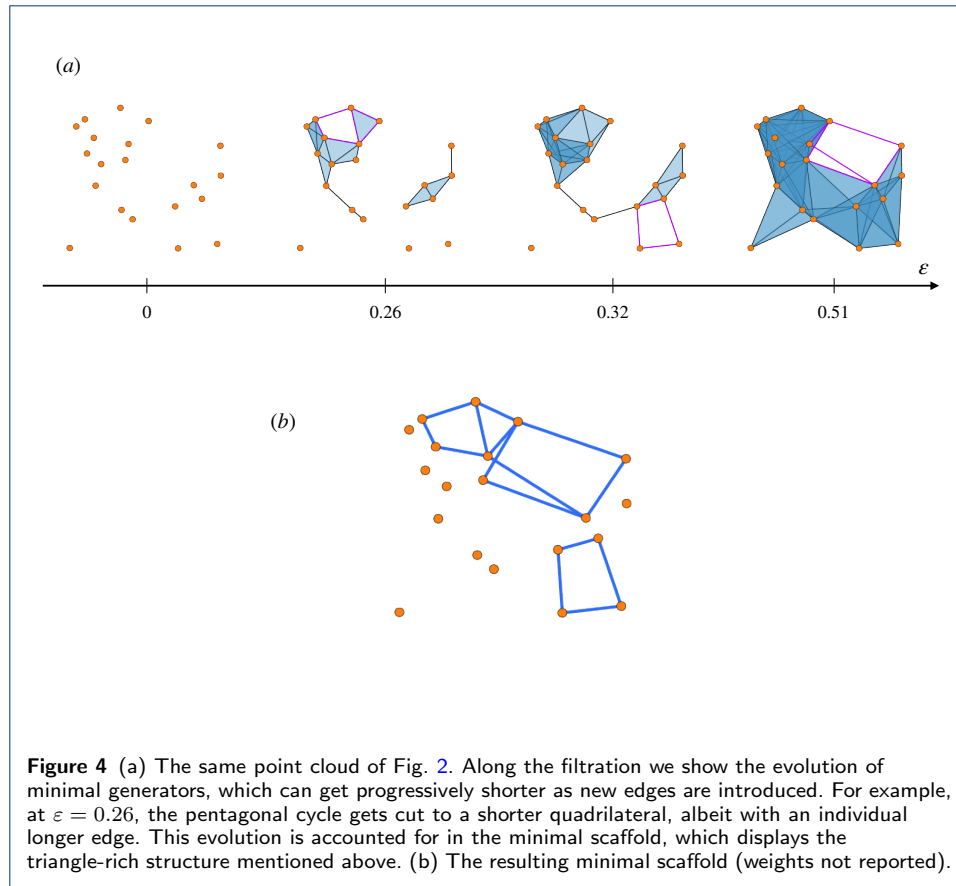 (a)
ε
0
0.26
0.32
0.51
(b)
Figure 4 (a) The same point cloud of Fig. 2. Along the filtration we show the evolution of
minimal generators, which can get progressively shorter as new edges are introduced. For example,
at ε = 0.26, the pentagonal cycle gets cut to a shorter quadrilateral, albeit with an individual
longer edge. This evolution is accounted for in the minimal scaffold, which displays the
triangle-rich structure mentioned above. (b) The resulting minimal scaffold (weights not reported).